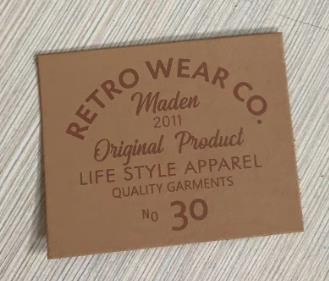 RETRO WEAR CO.
Maden
2011
Original Product
LIFE STYLE APPAREL
QUALITY GARMENTS
No 30